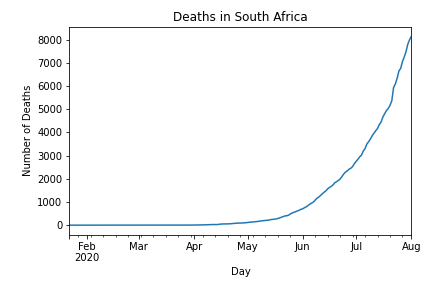 Deaths in South Africa
8000
7000
6000
5000
4000
3000
2000
1000
0
Number of Deaths
Feb
2020
Mar
Apr
May
Jun
Jul
Aug
Day